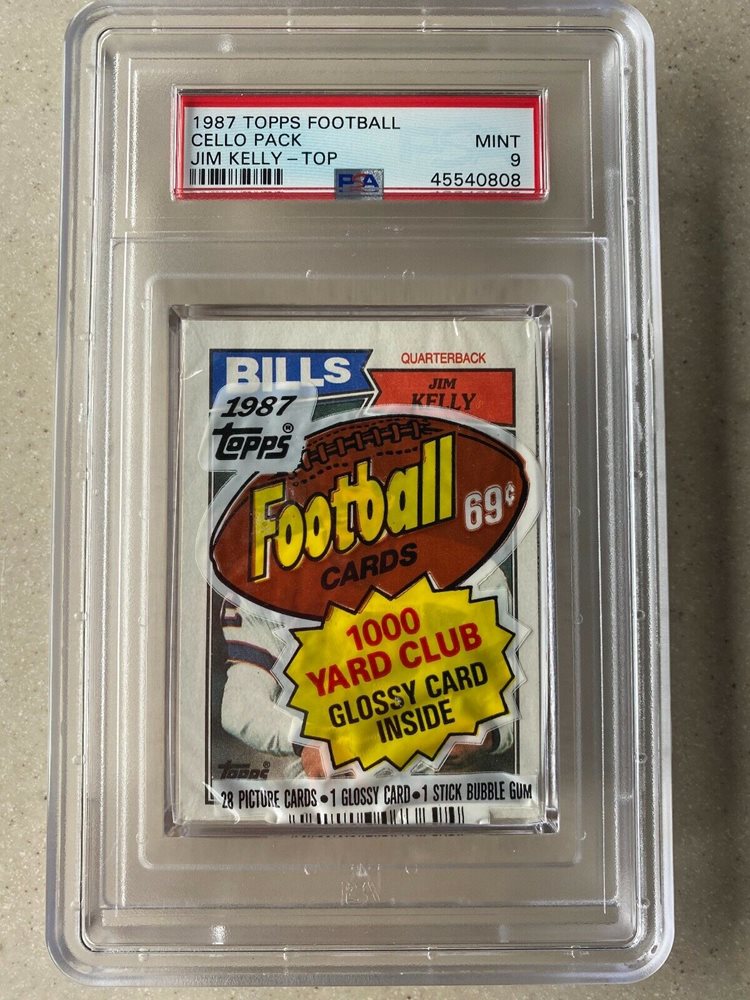 1987 TOPPS FOOTBALL
CELLO PACK MINT
JIM KELLY – TOP 9
PSA 45540808
BILLS
QUARTERBACK
JIM
KELLY
1987
TOPPS®
Football
69¢
CARDS
1000
YARD CLUB
GLOSSY CARD
INSIDE
TOPPS®
28 PICTURE CARDS • 1 GLOSSY CARD • 1 STICK BUBBLE GUM
PSA